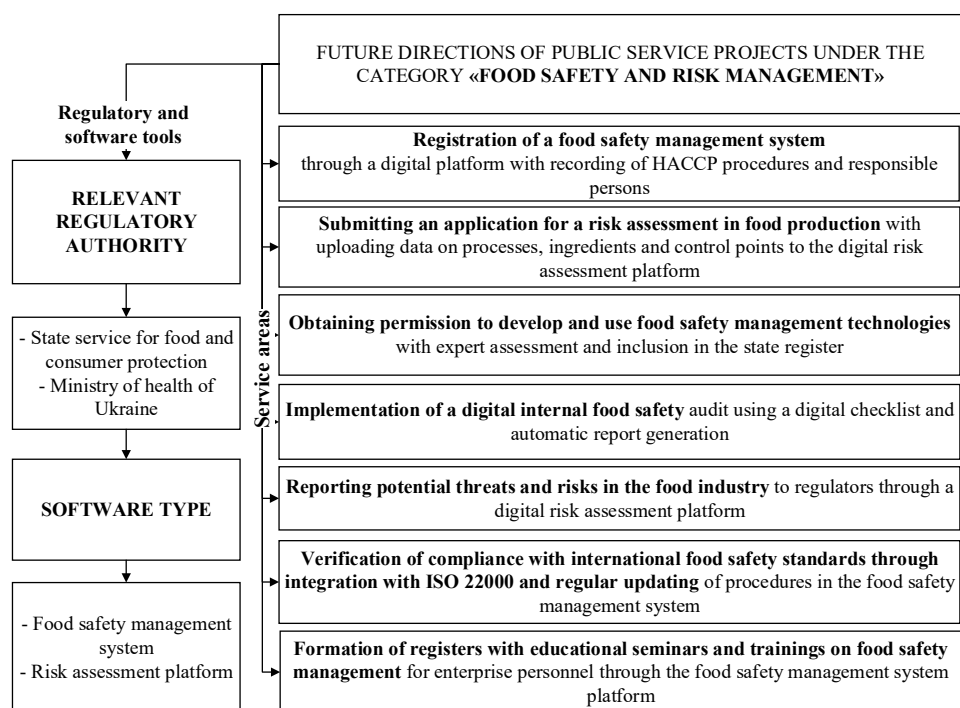 FUTURE DIRECTIONS OF PUBLIC SERVICE PROJECTS UNDER THE
CATEGORY «FOOD SAFETY AND RISK MANAGEMENT»
Regulatory and
software tools
RELEVANT
REGULATORY
AUTHORITY
- State service for food and
consumer protection
- Ministry of health of
Ukraine
SOFTWARE TYPE
- Food safety management
system
- Risk assessment platform
Service areas
Registration of a food safety management system
through a digital platform with recording of HACCP procedures and responsible
persons
Submitting an application for a risk assessment in food production with
uploading data on processes, ingredients and control points to the digital risk
assessment platform
Obtaining permission to develop and use food safety management technologies
with expert assessment and inclusion in the state register
Implementation of a digital internal food safety audit using a digital checklist and
automatic report generation
Reporting potential threats and risks in the food industry to regulators through a
digital risk assessment platform
Verification of compliance with international food safety standards through
integration with ISO 22000 and regular updating of procedures in the food safety
management system
Formation of registers with educational seminars and trainings on food safety
management for enterprise personnel through the food safety management system
platform